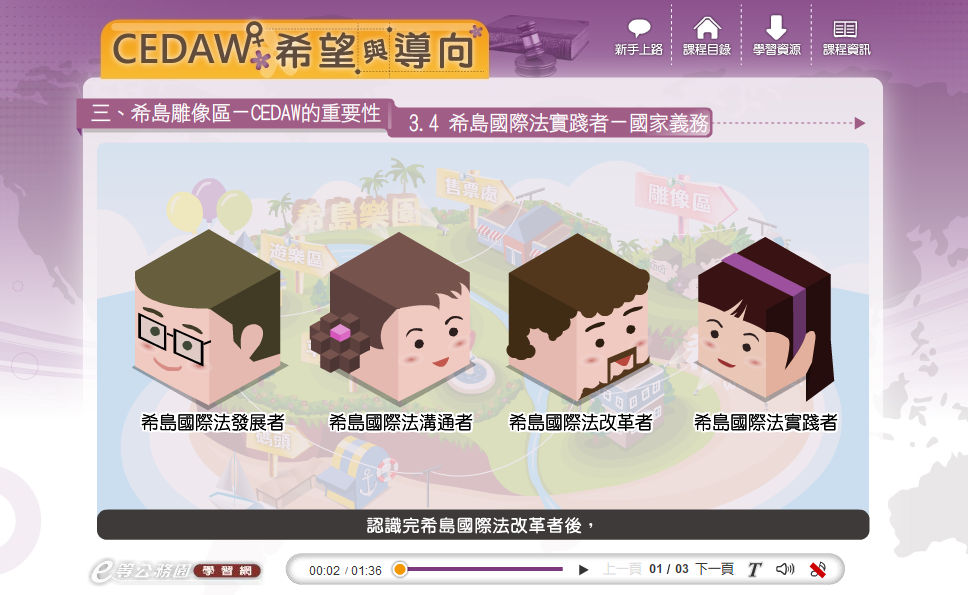 CEDAW希望與導向
新手上路 課程目錄 學習資源 課程資訊
三、希島雕像區－CEDAW的重要性
3.4 希島國際法實踐者－國家義務
售票處
雕像區
希島樂園
遊樂區
希島國際法發展者 希島國際法溝通者 希島國際法改革者 希島國際法實踐者
碼頭
認識完希島國際法改革者後，
e等公務園 學習網
00:02 / 01:36 上一頁 01 / 03 下一頁 T